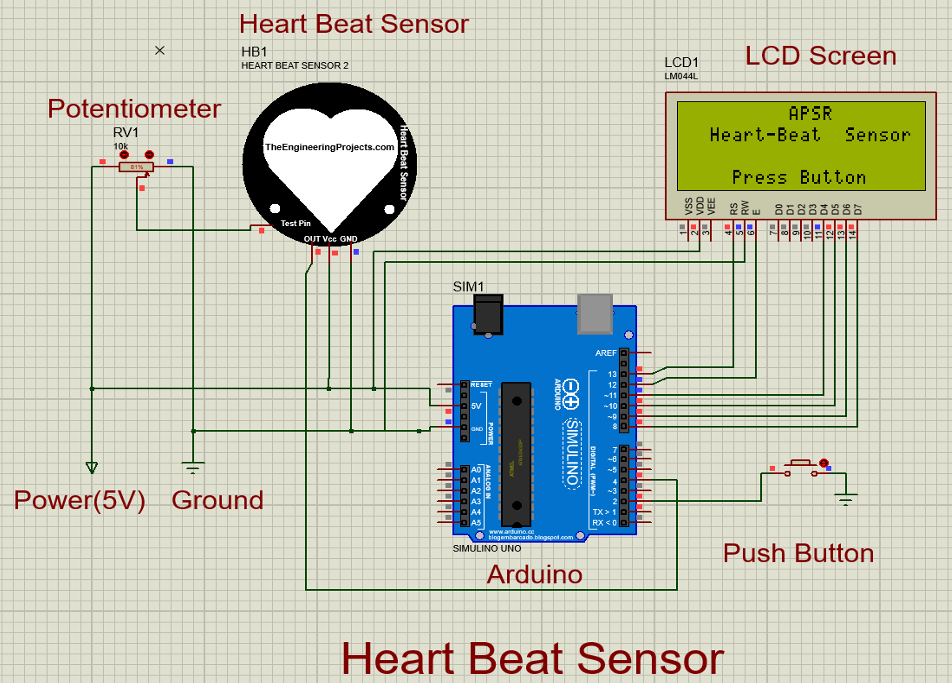 Heart Beat Sensor
HB1
HEART BEAT SENSOR 2
LCD Screen
LCD1
LM044L
Potentiometer
RV1
10k
81%
TheEngineeringProjects.com
Heart Beat Sensor
Test Pin
OUT Vcc GND
APSR
Heart-Beat Sensor
Press Button
VSS
VDD
VEE
RS
RW
E
D0
D1
D2
D3
D4
D5
D6
D7
1
2
3
4
5
6
7
8
9
10
11
12
13
14
SIM1
AREF
13
12
~11
~10
~9
8
7
~6
~5
4
~3
2
TX > 1
RX < 0
RESET
5V
GND
POWER
A0
A1
A2
A3
A4
A5
ANALOG IN
ARDUINO
SIMULINO
DIGITAL (PWM~)
www.arduino.cc
blogembarcado.blogspot.com
SIMULINO UNO
Arduino
Power(5V)
Ground
Push Button
Heart Beat Sensor